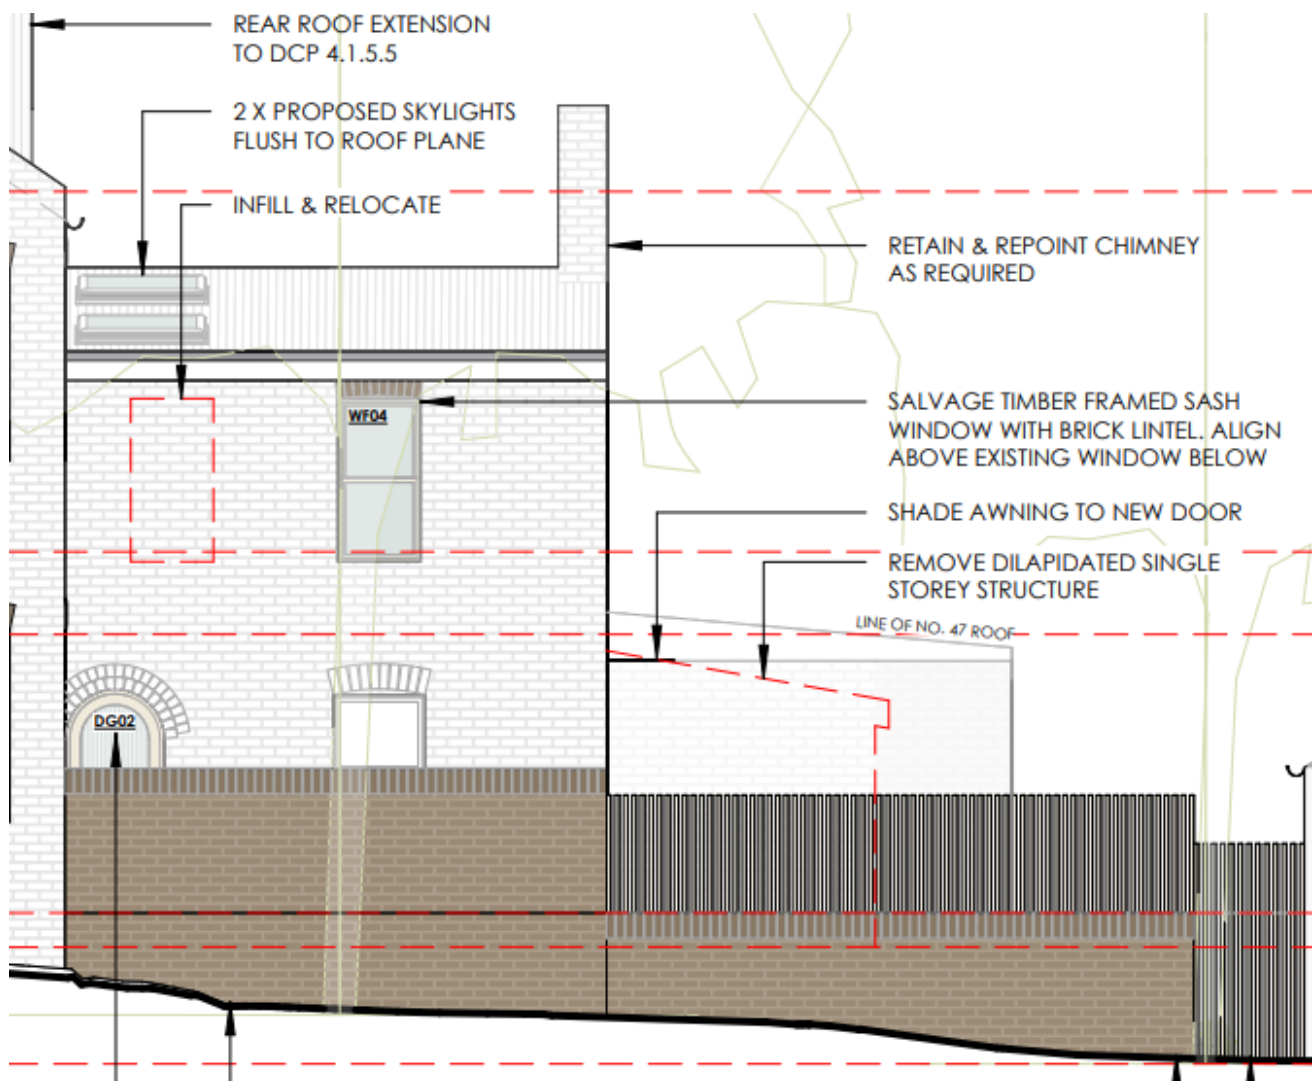 REAR ROOF EXTENSION
TO DCP 4.1.5.5
2 X PROPOSED SKYLIGHTS
FLUSH TO ROOF PLANE
INFILL & RELOCATE
RETAIN & REPOINT CHIMNEY
AS REQUIRED
WF04
SALVAGE TIMBER FRAMED SASH
WINDOW WITH BRICK LINTEL. ALIGN
ABOVE EXISTING WINDOW BELOW
SHADE AWNING TO NEW DOOR
REMOVE DILAPIDATED SINGLE
STOREY STRUCTURE
LINE OF NO. 47 ROOF
DG02